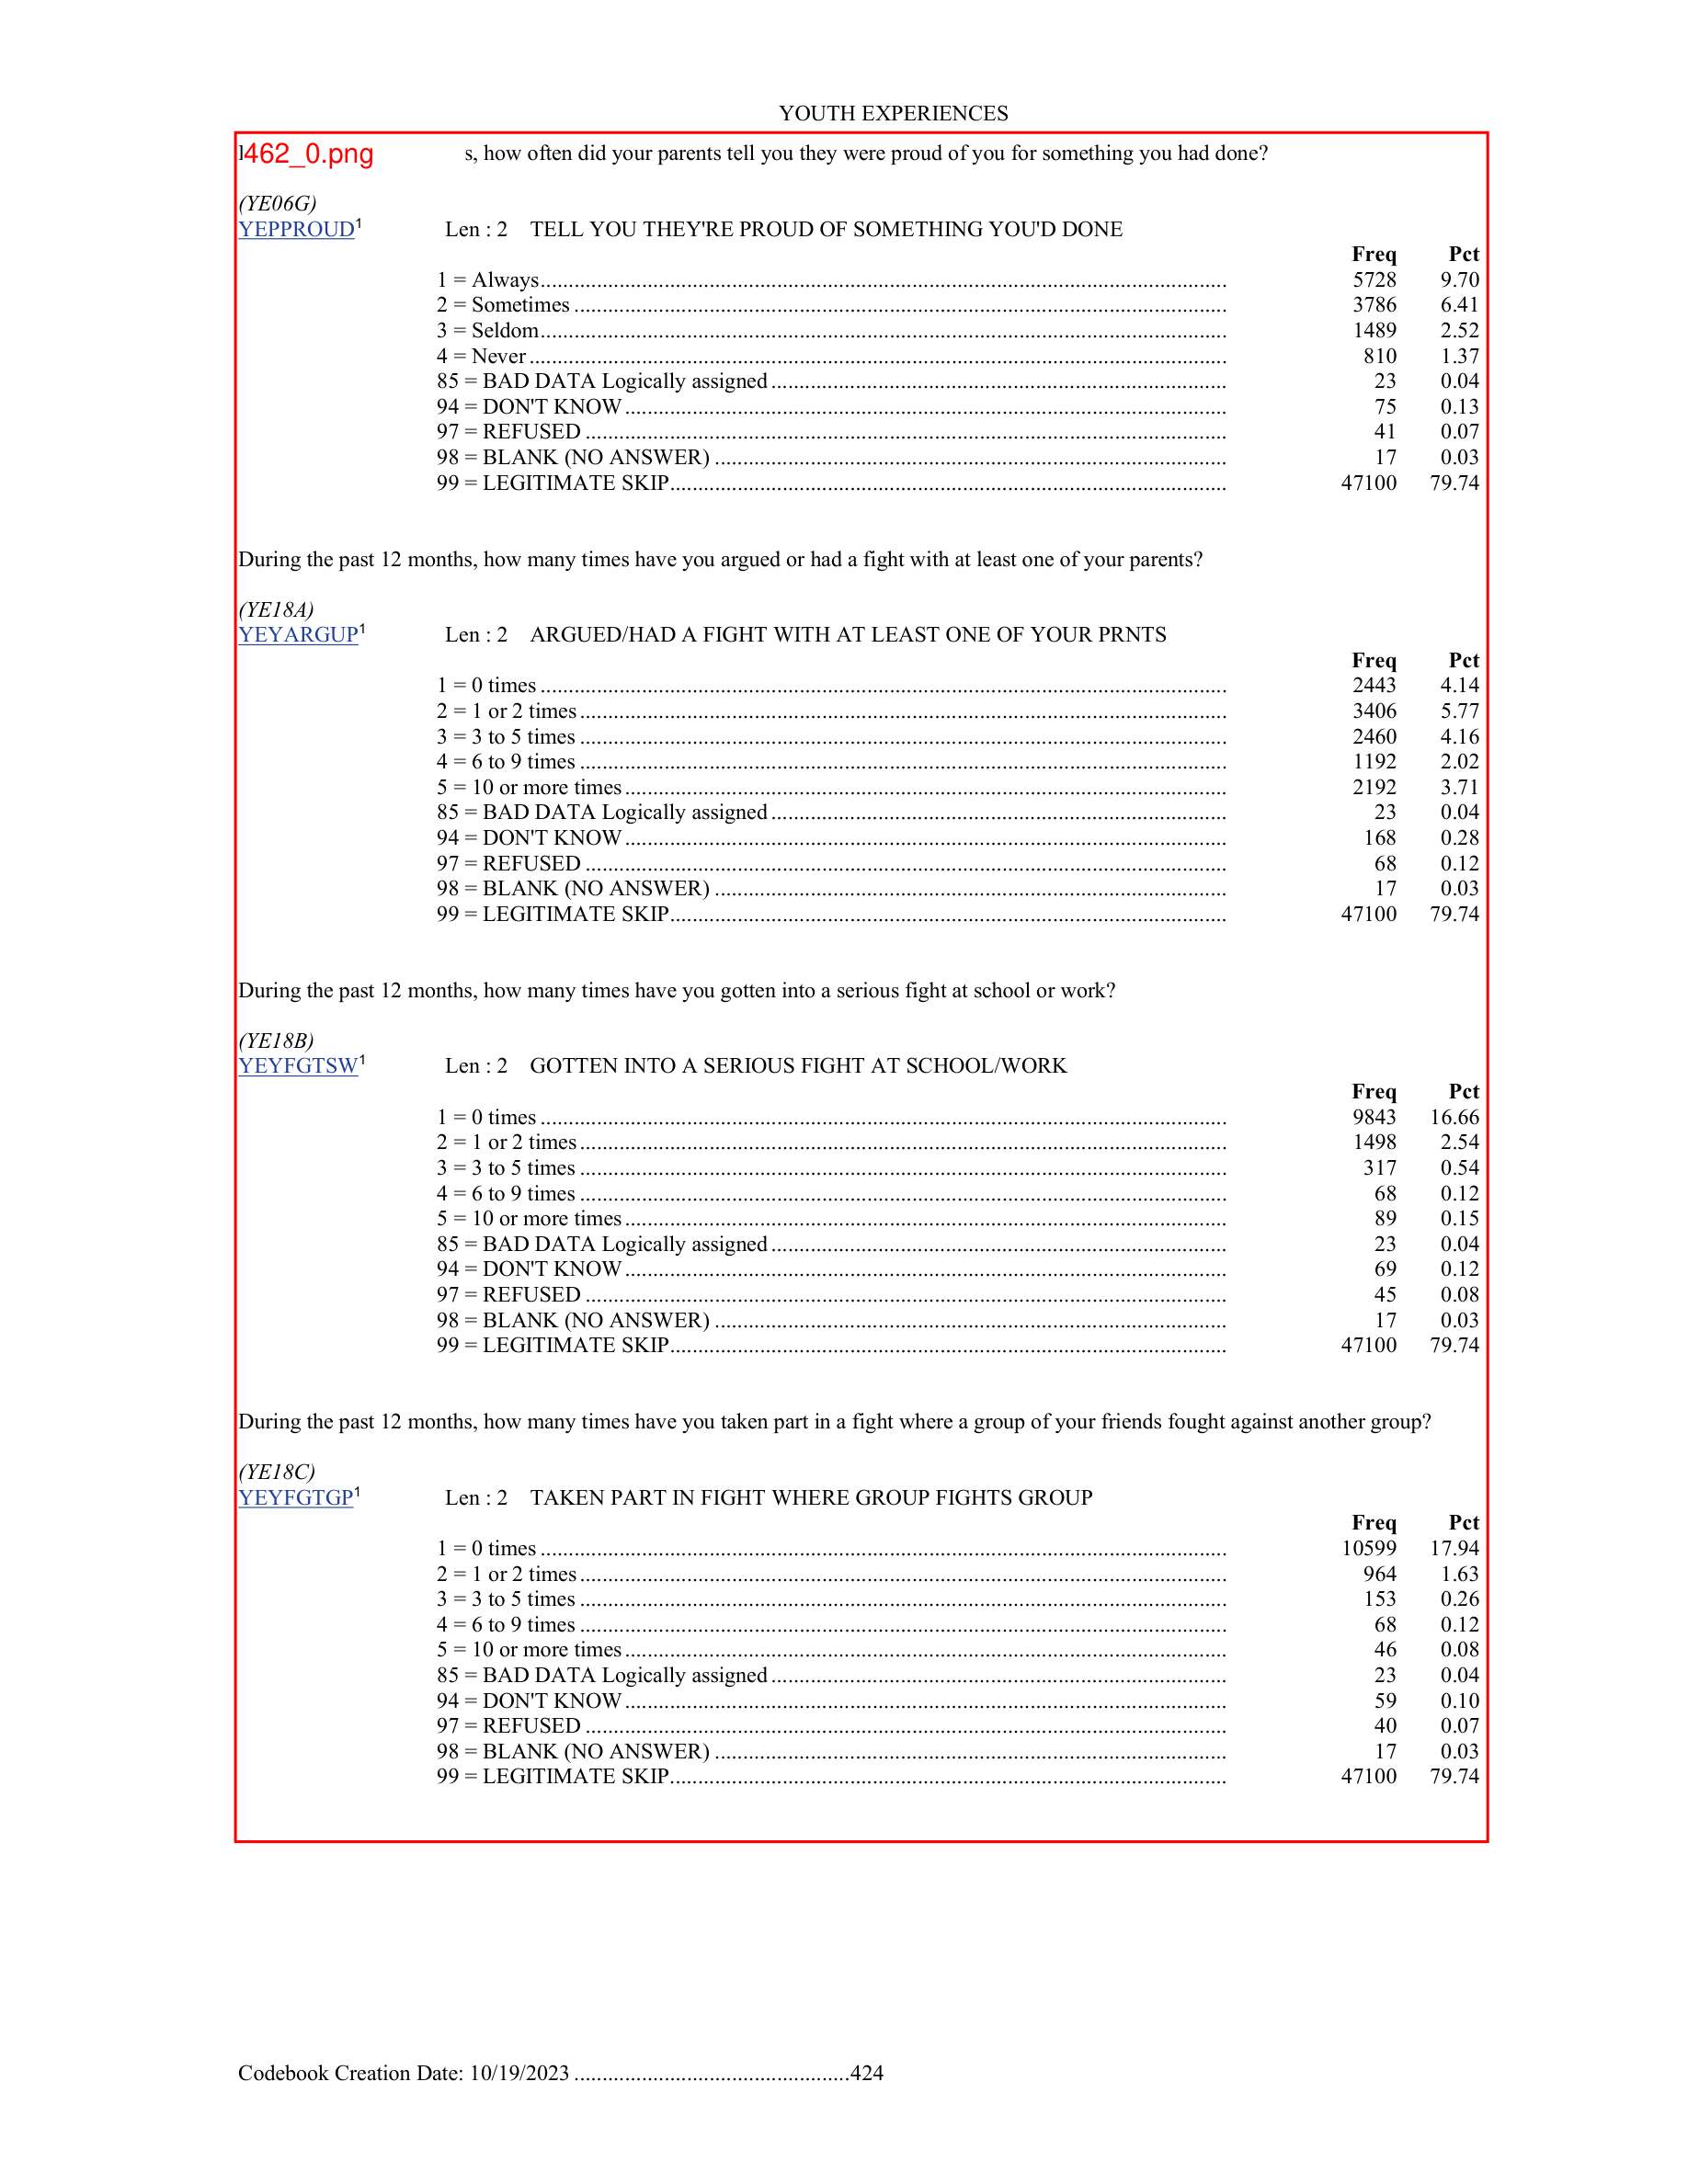 YOUTH EXPERIENCES
462_0.png s, how often did your parents tell you they were proud of you for something you had done?
(YE06G)
YEPPROUD¹ Len : 2 TELL YOU THEY'RE PROUD OF SOMETHING YOU'D DONE
Freq Pct
1 = Always 5728 9.70
2 = Sometimes 3786 6.41
3 = Seldom 1489 2.52
4 = Never 810 1.37
85 = BAD DATA Logically assigned 23 0.04
94 = DON'T KNOW 75 0.13
97 = REFUSED 41 0.07
98 = BLANK (NO ANSWER) 17 0.03
99 = LEGITIMATE SKIP 47100 79.74
During the past 12 months, how many times have you argued or had a fight with at least one of your parents?
(YE18A)
YEYARGUP¹ Len : 2 ARGUED/HAD A FIGHT WITH AT LEAST ONE OF YOUR PRNTS
Freq Pct
1 = 0 times 2443 4.14
2 = 1 or 2 times 3406 5.77
3 = 3 to 5 times 2460 4.16
4 = 6 to 9 times 1192 2.02
5 = 10 or more times 2192 3.71
85 = BAD DATA Logically assigned 23 0.04
94 = DON'T KNOW 168 0.28
97 = REFUSED 68 0.12
98 = BLANK (NO ANSWER) 17 0.03
99 = LEGITIMATE SKIP 47100 79.74
During the past 12 months, how many times have you gotten into a serious fight at school or work?
(YE18B)
YEYFGTSW¹ Len : 2 GOTTEN INTO A SERIOUS FIGHT AT SCHOOL/WORK
Freq Pct
1 = 0 times 9843 16.66
2 = 1 or 2 times 1498 2.54
3 = 3 to 5 times 317 0.54
4 = 6 to 9 times 68 0.12
5 = 10 or more times 89 0.15
85 = BAD DATA Logically assigned 23 0.04
94 = DON'T KNOW 69 0.12
97 = REFUSED 45 0.08
98 = BLANK (NO ANSWER) 17 0.03
99 = LEGITIMATE SKIP 47100 79.74
During the past 12 months, how many times have you taken part in a fight where a group of your friends fought against another group?
(YE18C)
YEYFGTGP¹ Len : 2 TAKEN PART IN FIGHT WHERE GROUP FIGHTS GROUP
Freq Pct
1 = 0 times 10599 17.94
2 = 1 or 2 times 964 1.63
3 = 3 to 5 times 153 0.26
4 = 6 to 9 times 68 0.12
5 = 10 or more times 46 0.08
85 = BAD DATA Logically assigned 23 0.04
94 = DON'T KNOW 59 0.10
97 = REFUSED 40 0.07
98 = BLANK (NO ANSWER) 17 0.03
99 = LEGITIMATE SKIP 47100 79.74
Codebook Creation Date: 10/19/2023 .................................................424